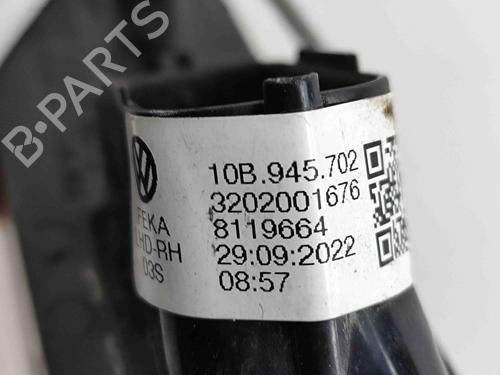 B-PARTS
10B.945.702
3202001676
8119664
29:09:2022
08:57
FEKA
LHD-RH
03S